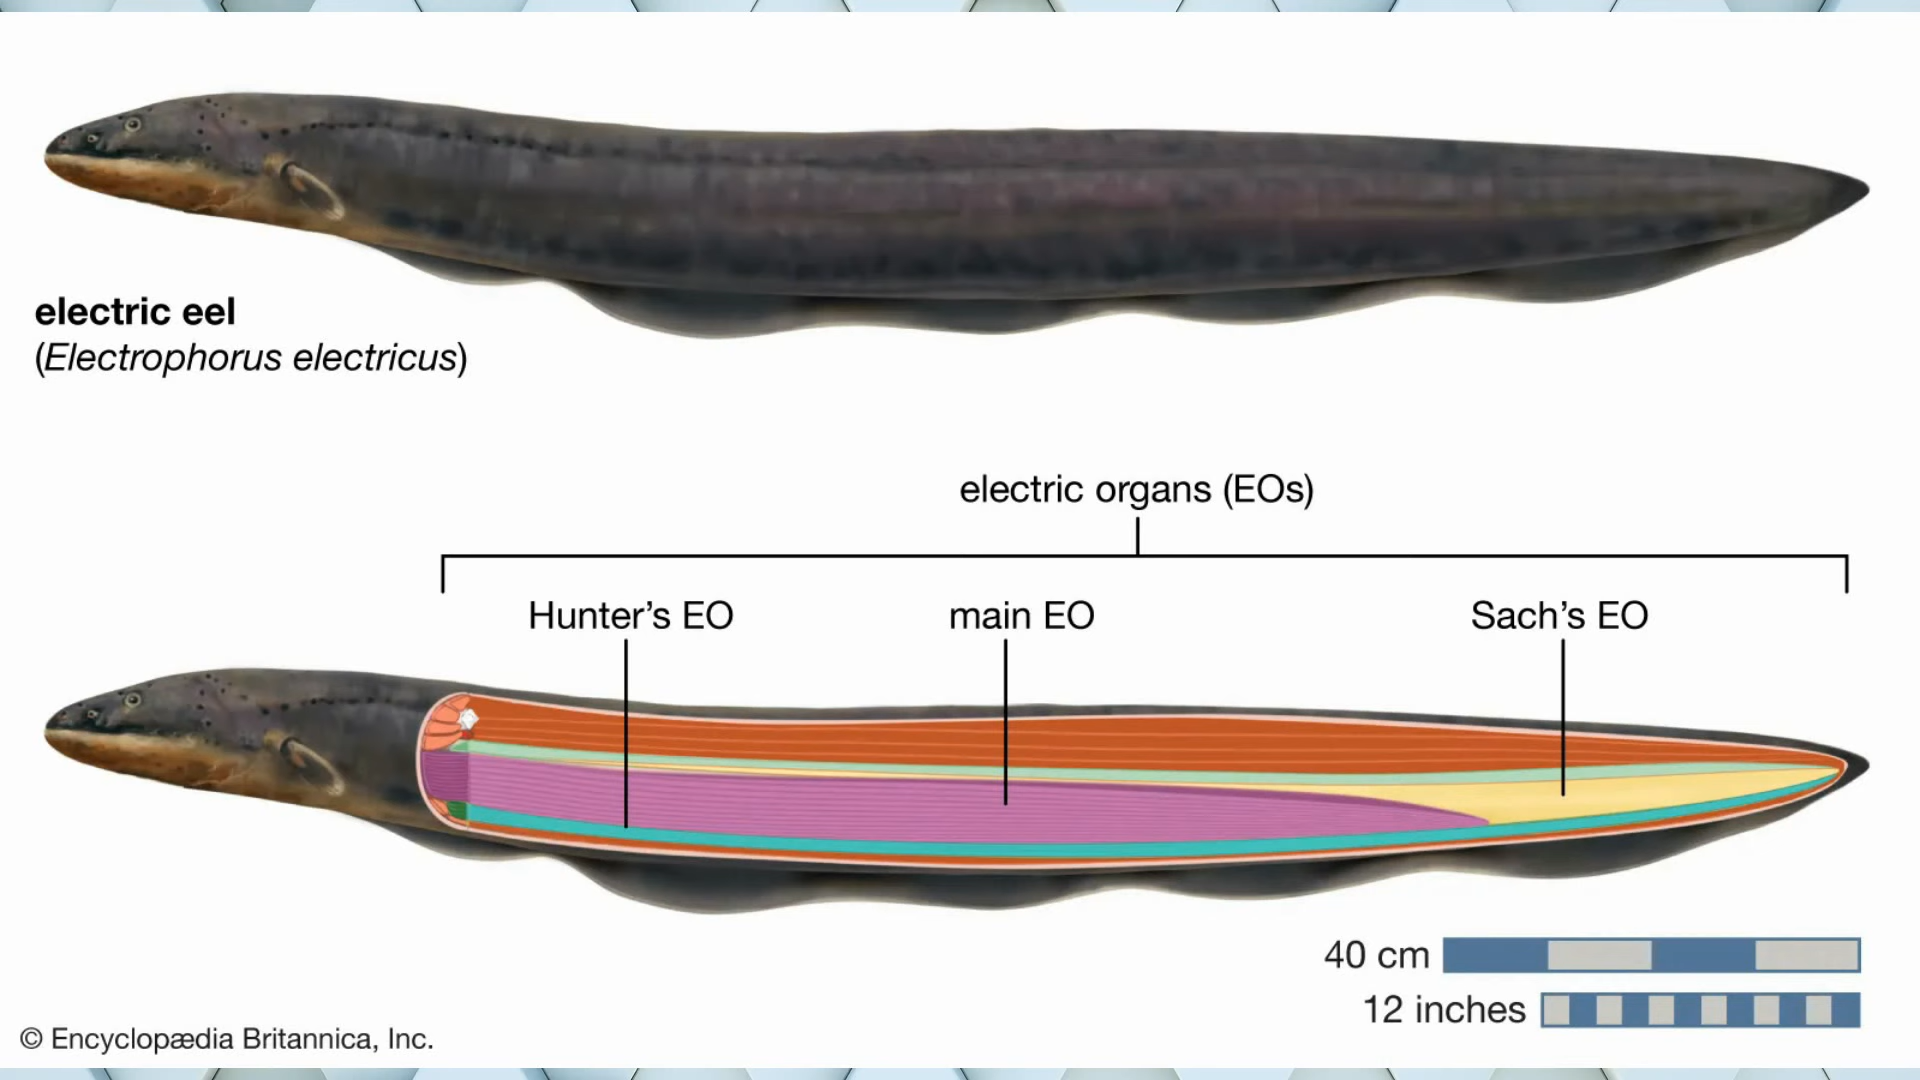 electric eel
(Electrophorus electricus)
electric organs (EOs)
Hunter’s EO
main EO
Sach’s EO
40 cm
12 inches
© Encyclopædia Britannica, Inc.